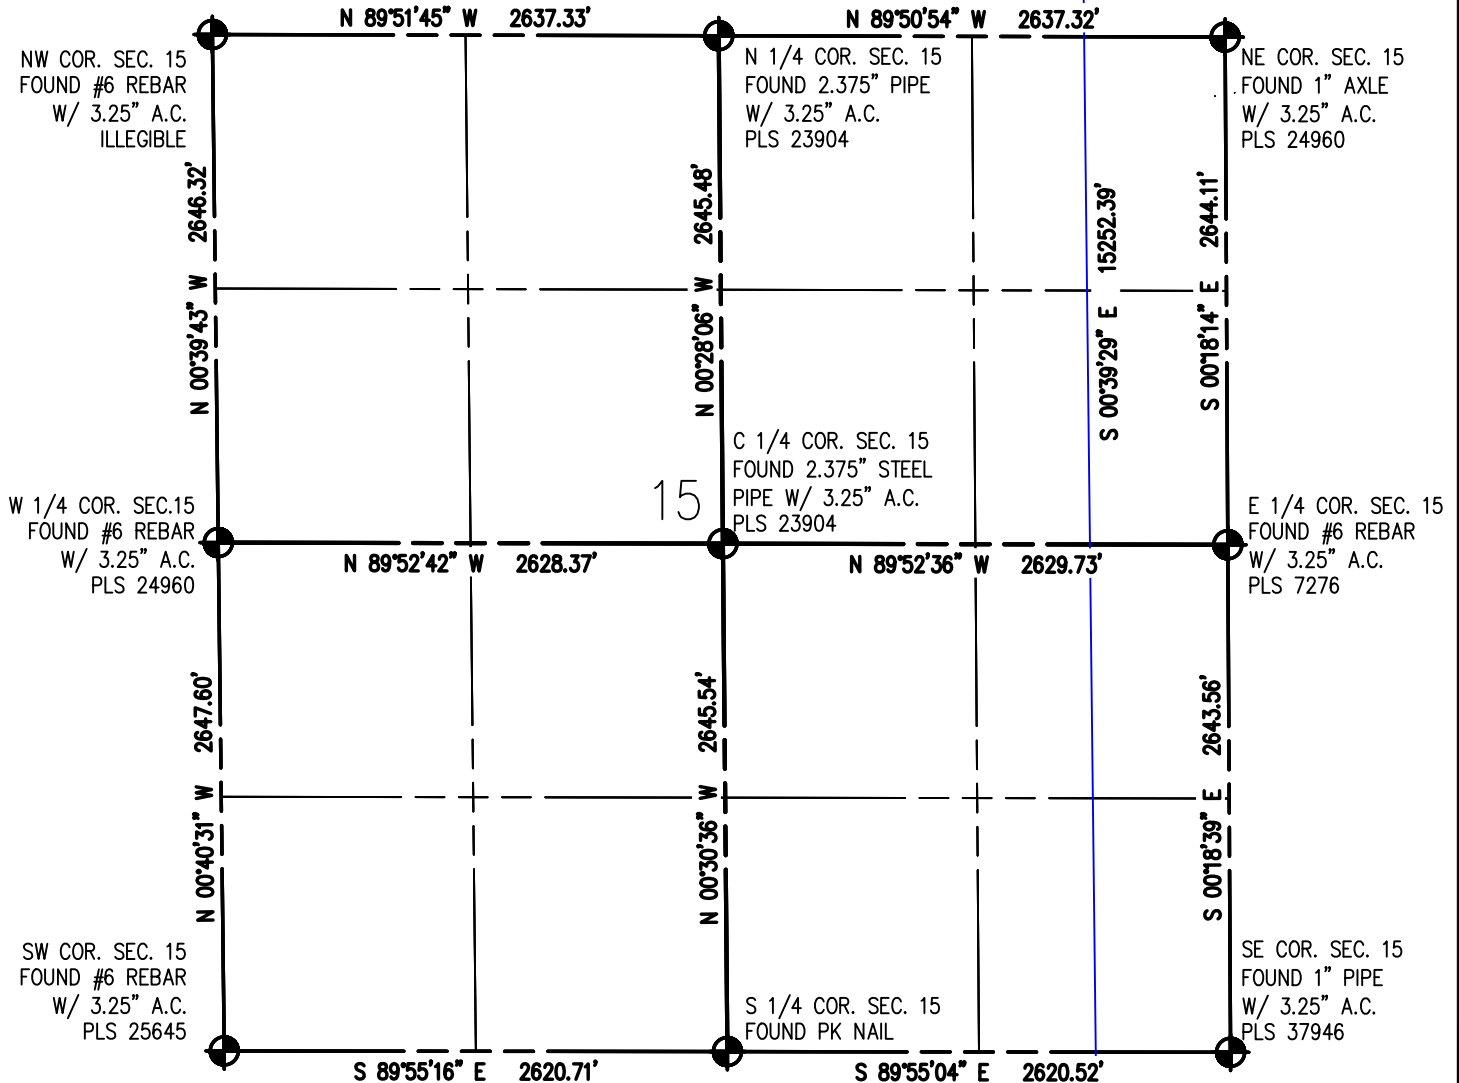 N 89°51'45" W 2637.33'
N 89°50'54" W 2637.32'
NW COR. SEC. 15
FOUND #6 REBAR
W/ 3.25" A.C.
ILLEGIBLE
N 1/4 COR. SEC. 15
FOUND 2.375" PIPE
W/ 3.25" A.C.
PLS 23904
NE COR. SEC. 15
FOUND 1" AXLE
W/ 3.25" A.C.
PLS 24960
N 00°39'43" W 2646.32'
N 00°28'06" W 2645.48'
S 00°39'29" E 15252.39'
S 00°18'14" E 2644.11'
C 1/4 COR. SEC. 15
FOUND 2.375" STEEL
PIPE W/ 3.25" A.C.
PLS 23904
15
W 1/4 COR. SEC.15
FOUND #6 REBAR
W/ 3.25" A.C.
PLS 24960
E 1/4 COR. SEC. 15
FOUND #6 REBAR
W/ 3.25" A.C.
PLS 7276
N 89°52'42" W 2628.37'
N 89°52'36" W 2629.73'
N 00°40'31" W 2647.60'
N 00°30'36" W 2645.54'
S 00°18'39" E 2643.56'
SW COR. SEC. 15
FOUND #6 REBAR
W/ 3.25" A.C.
PLS 25645
S 1/4 COR. SEC. 15
FOUND PK NAIL
SE COR. SEC. 15
FOUND 1" PIPE
W/ 3.25" A.C.
PLS 37946
S 89°55'16" E 2620.71'
S 89°55'04" E 2620.52'